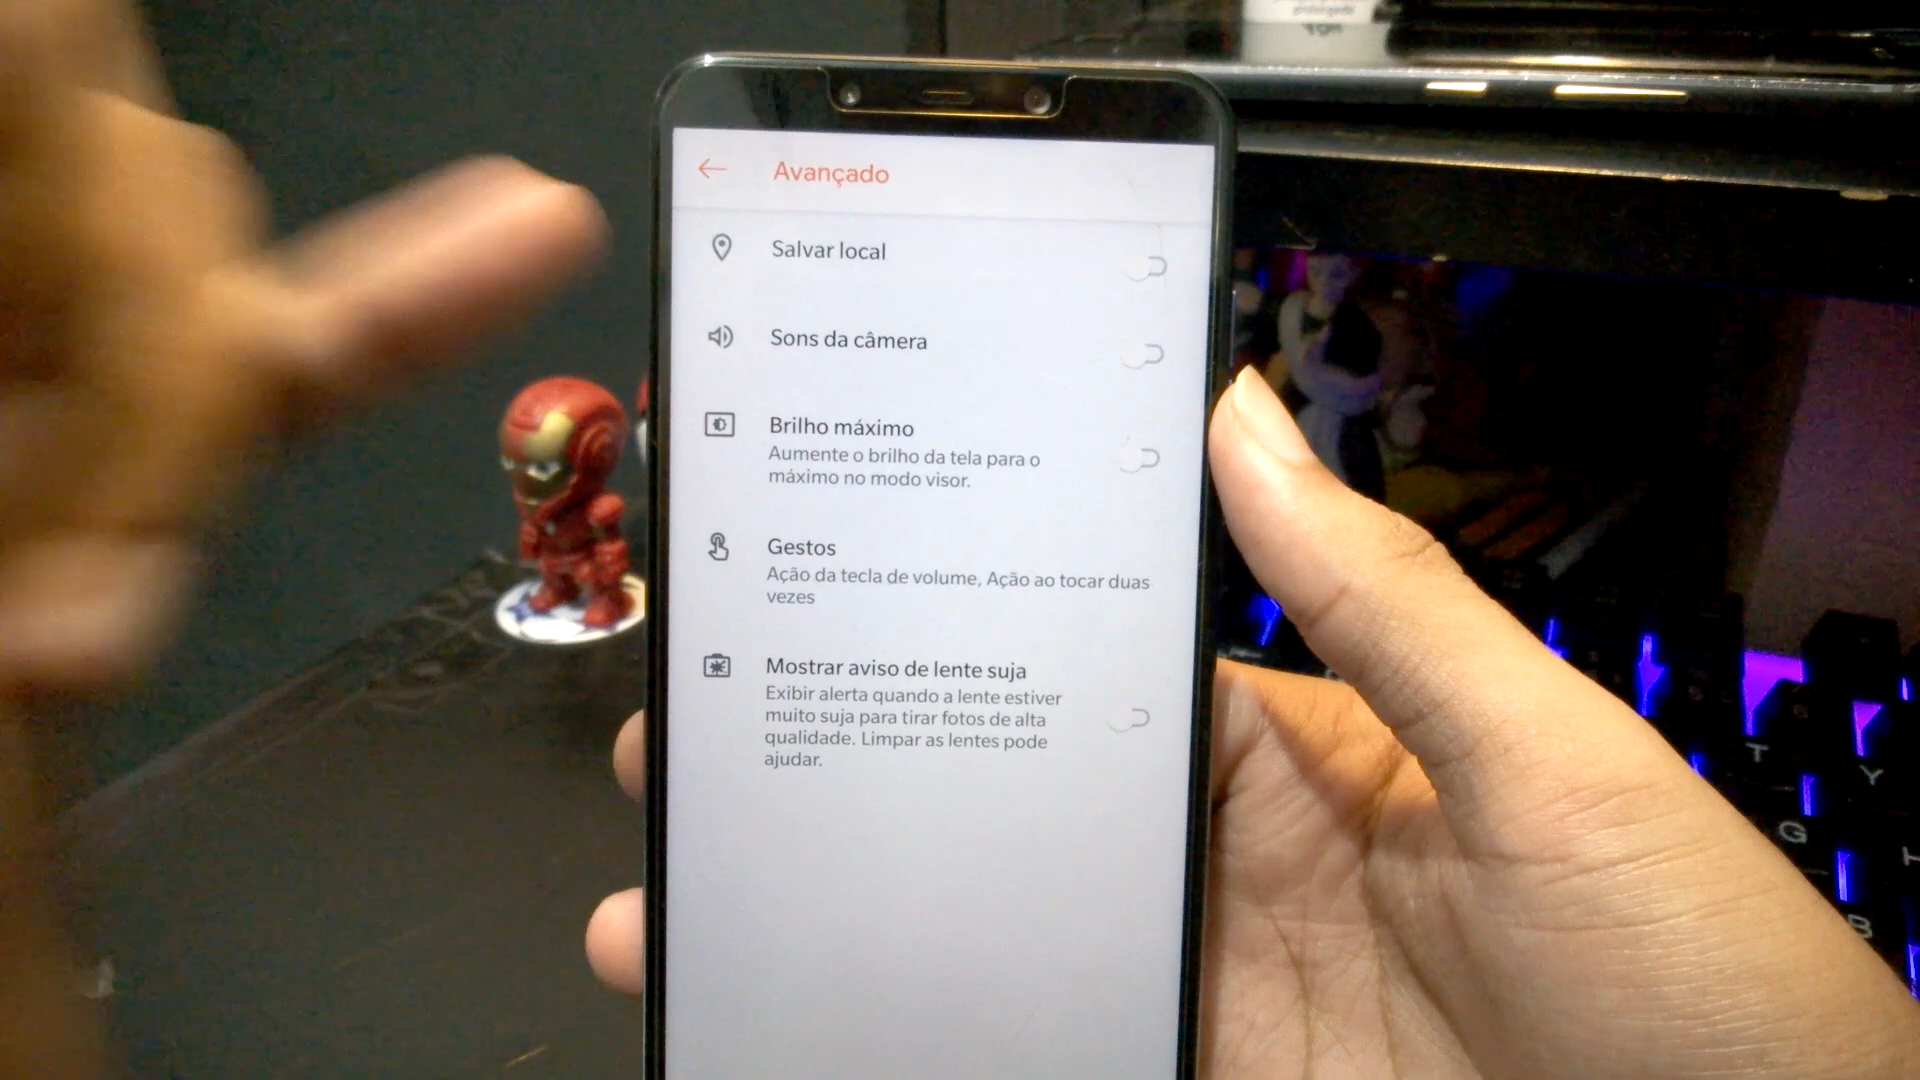 prolongado
Avançado
Salvar local
Sons da câmera
Brilho máximo
Aumente o brilho da tela para o
máximo no modo visor.
Gestos
Ação da tecla de volume, Ação ao tocar duas
vezes
Mostrar aviso de lente suja
Exibir alerta quando a lente estiver
muito suja para tirar fotos de alta
qualidade. Limpar as lentes pode
ajudar.
T
Y
G
H
B